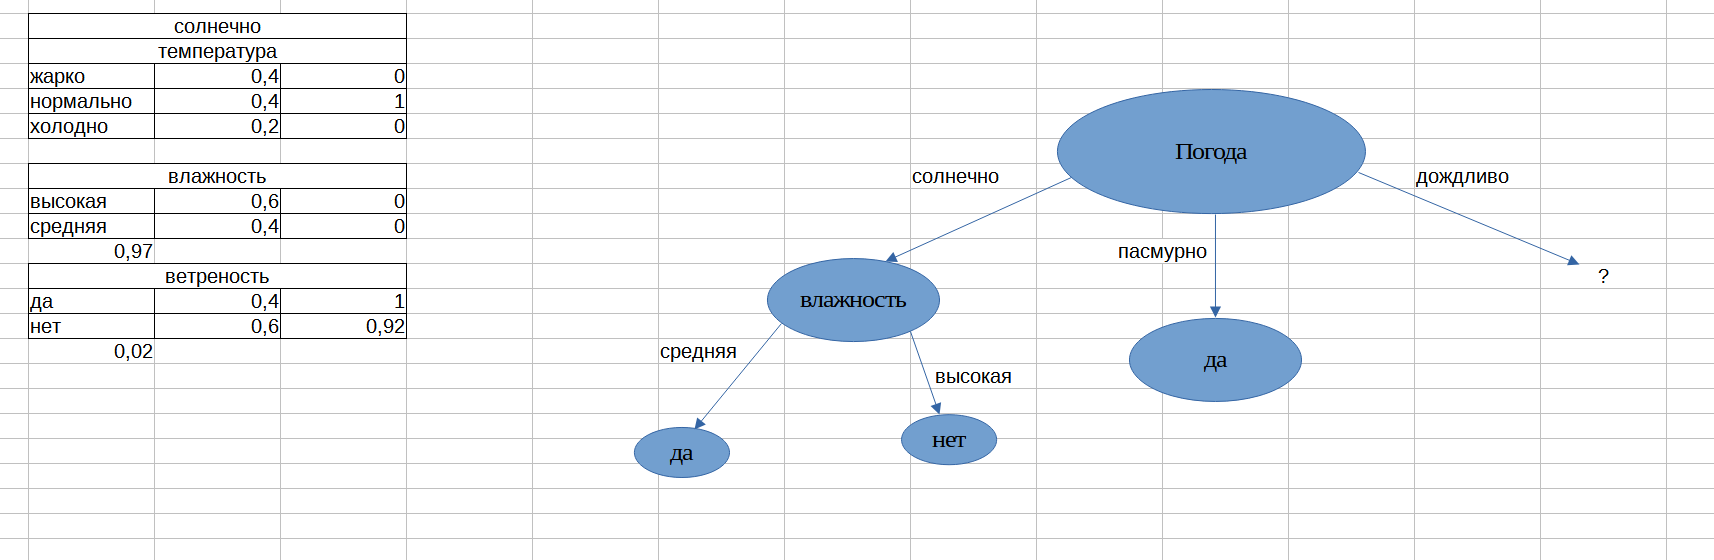 солнечно
температура
жарко 0,4 0
нормально 0,4 1
холодно 0,2 0
влажность
высокая 0,6 0
средняя 0,4 0
0,97
ветреность
да 0,4 1
нет 0,6 0,92
0,02
Погода
солнечно
дождливо
пасмурно
?
влажность
средняя
высокая
да
да
нет